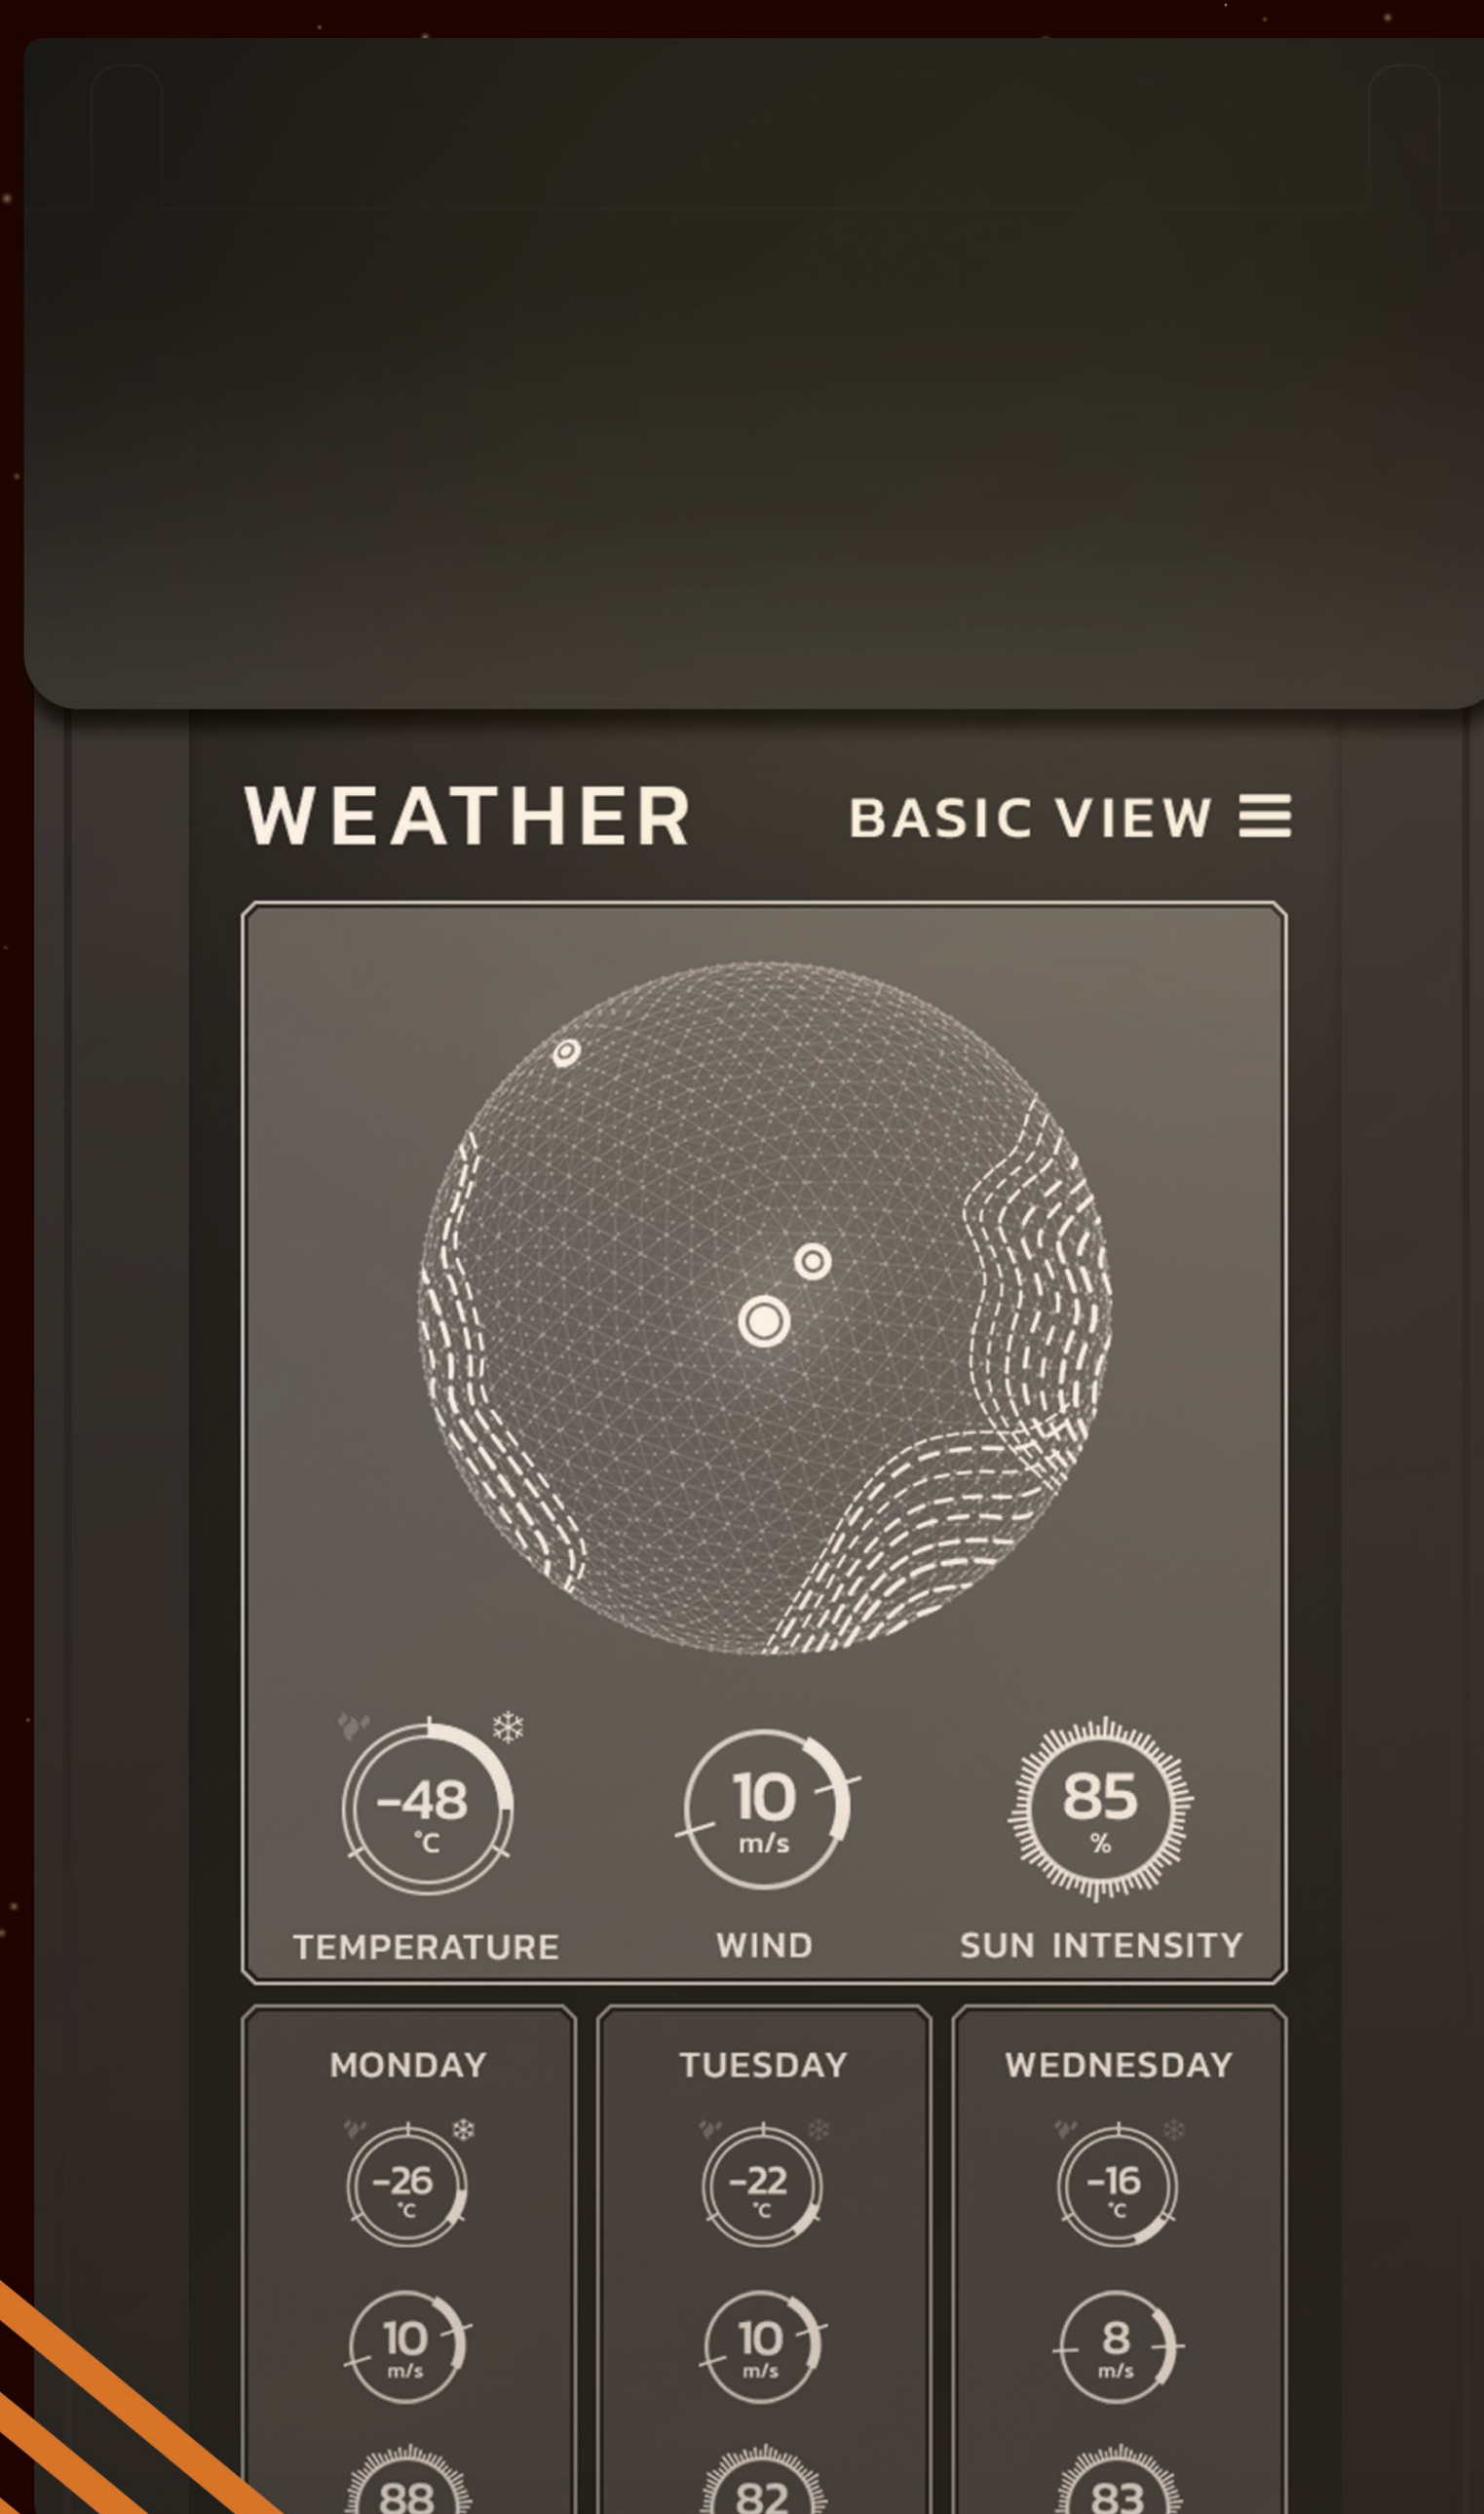 WEATHER
BASIC VIEW
-48
°C
10
m/s
85
%
TEMPERATURE
WIND
SUN INTENSITY
MONDAY
TUESDAY
WEDNESDAY
-26
°C
-22
°C
-16
°C
10
m/s
10
m/s
8
m/s
88
82
83